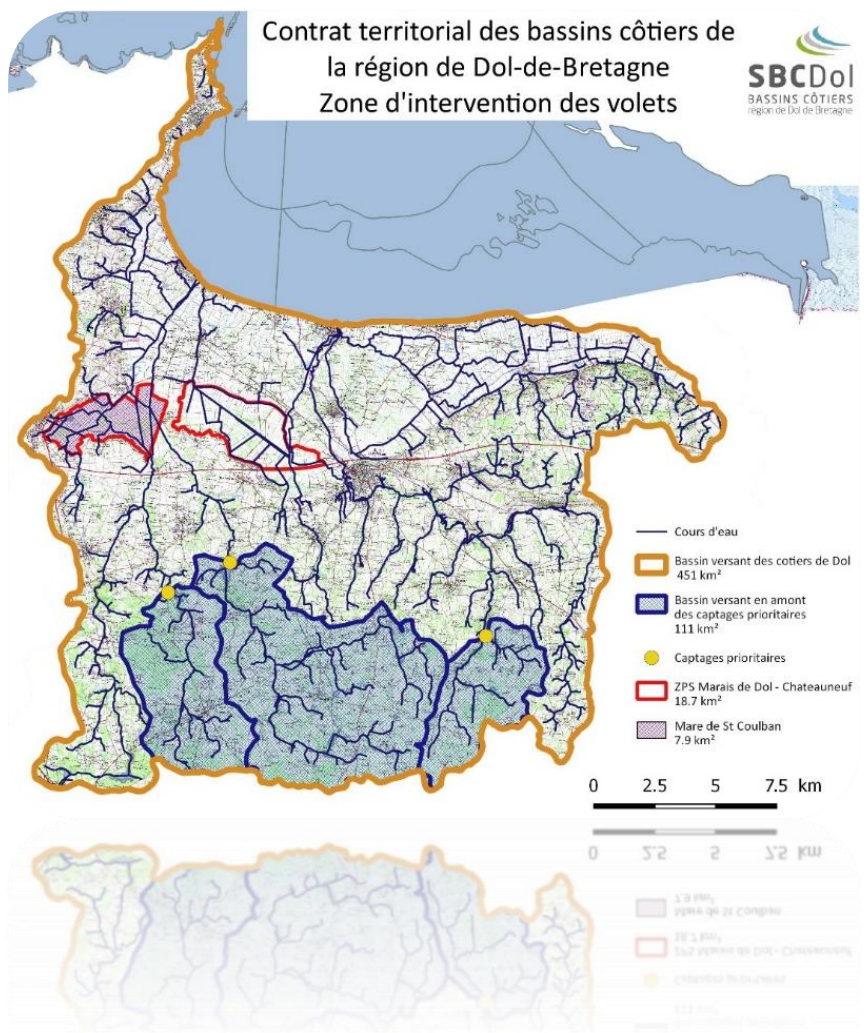 Contrat territorial des bassins côtiers de
la région de Dol-de-Bretagne
Zone d'intervention des volets
SBCDol
BASSINS CÔTIERS
région de Dol de Bretagne
Cours d'eau
Bassin versant des cotiers de Dol
451 km²
Bassin versant en amont
des captages prioritaires
111 km²
Captages prioritaires
ZPS Marais de Dol - Chateauneuf
18.7 km²
Mare de St Coulban
7.9 km²
0 2.5 5 7.5 km